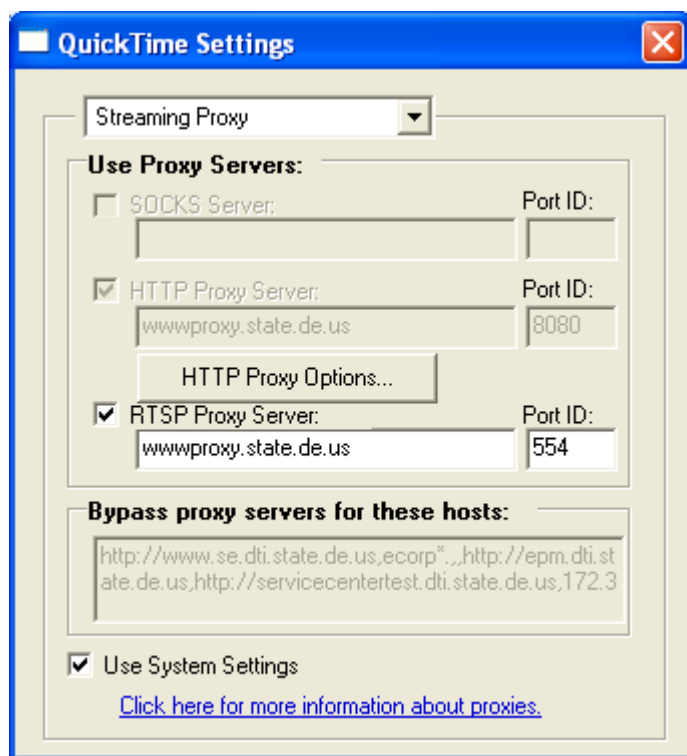 QuickTime Settings
Streaming Proxy
Use Proxy Servers:
SOCKS Server: Port ID:
HTTP Proxy Server: Port ID:
wwwproxy.state.de.us 8080
HTTP Proxy Options...
RTSP Proxy Server: Port ID:
wwwproxy.state.de.us 554
Bypass proxy servers for these hosts:
http://www.se.dti.state.de.us,ecorp*.,,http://epm.dti.st
ate.de.us,http://servicecentertest.dti.state.de.us,172.3
Use System Settings
Click here for more information about proxies.